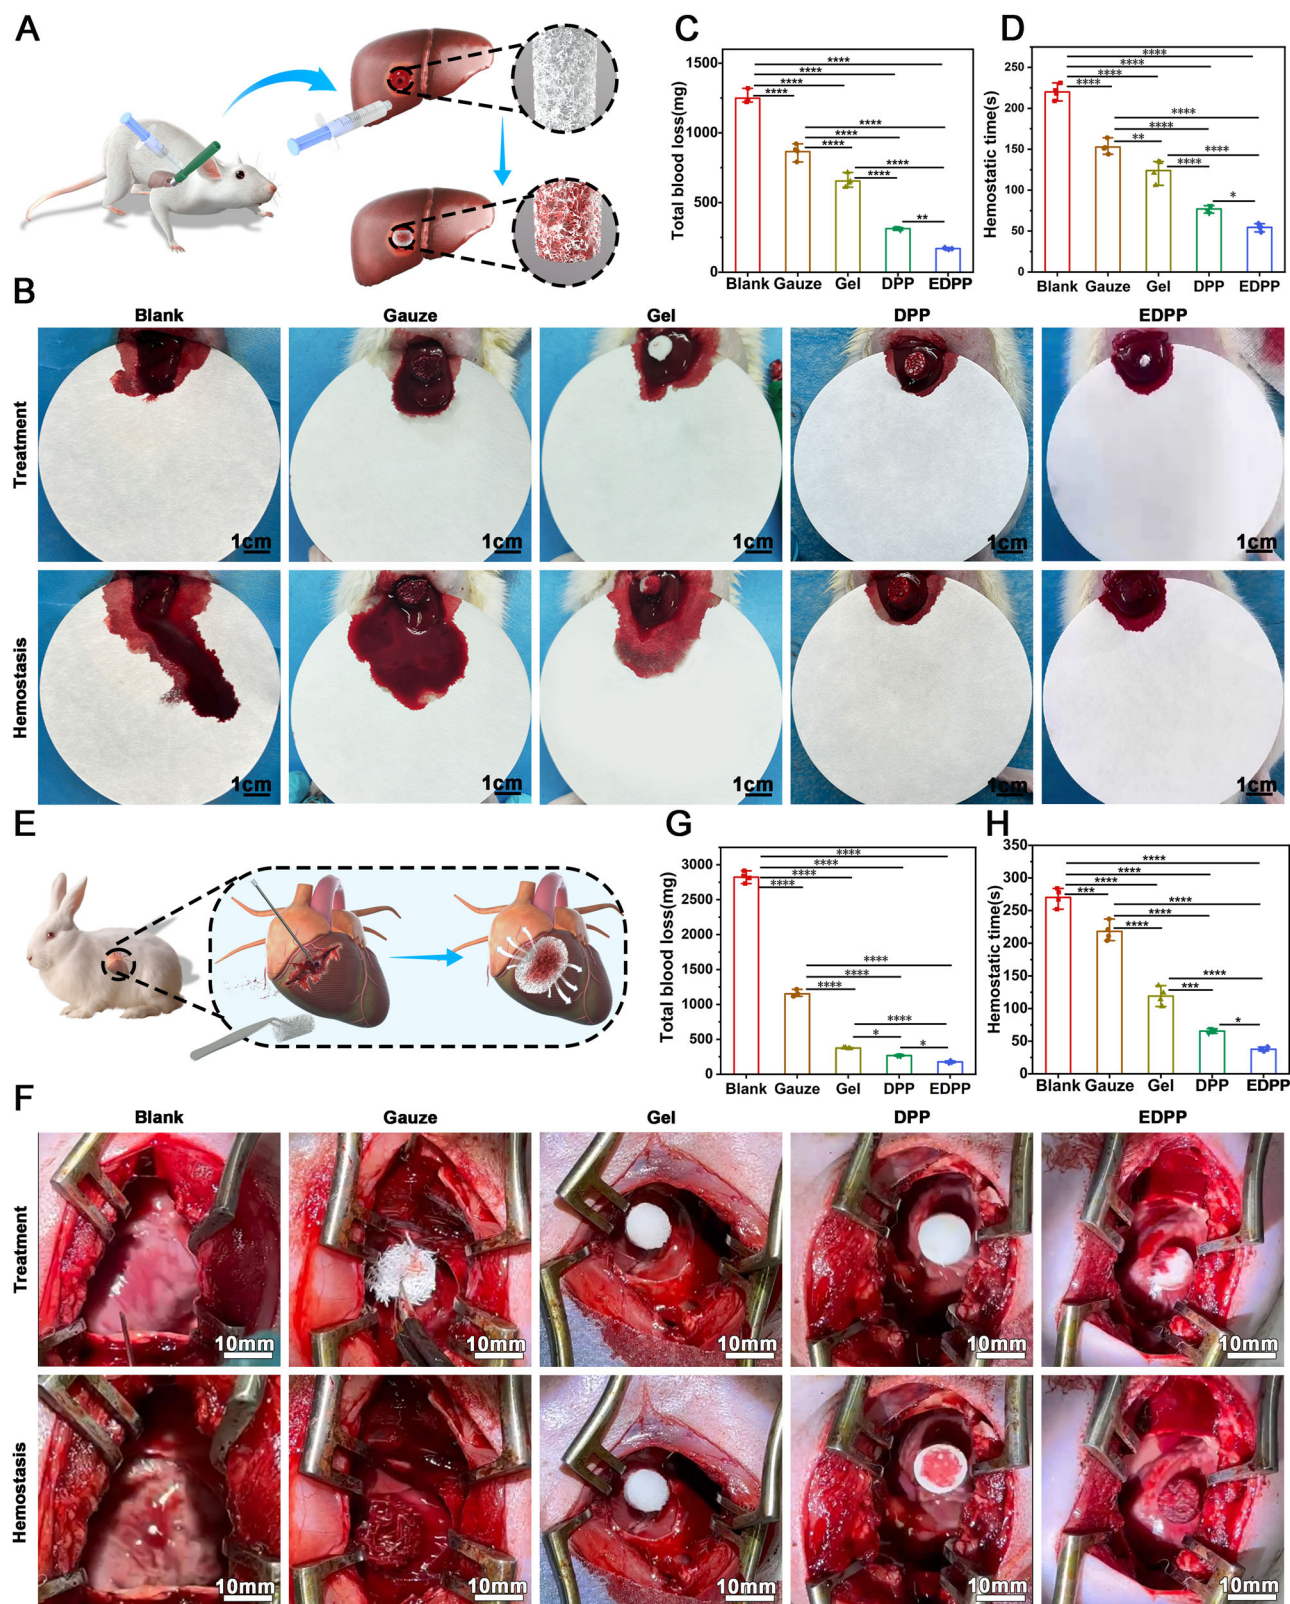 A
C
Total blood loss(mg)
1500
1000
500
0
****
****
****
****
****
****
****
****
****
**
Blank Gauze Gel DPP EDPP
D
Hemostatic time(s)
250
200
150
100
50
0
****
****
****
****
****
****
**
****
****
*
Blank Gauze Gel DPP EDPP
B
Blank Gauze Gel DPP EDPP
Treatment
1cm 1cm 1cm 1cm 1cm
Hemostasis
1cm 1cm 1cm 1cm 1cm
E
G
Total blood loss(mg)
3000
2500
2000
1500
1000
500
0
****
****
****
****
****
****
****
****
*
*
Blank Gauze Gel DPP EDPP
H
Hemostatic time(s)
350
300
250
200
150
100
50
0
****
****
****
***
****
****
****
****
***
*
Blank Gauze Gel DPP EDPP
F
Blank Gauze Gel DPP EDPP
Treatment
10mm 10mm 10mm 10mm 10mm
Hemostasis
10mm 10mm 10mm 10mm 10mm